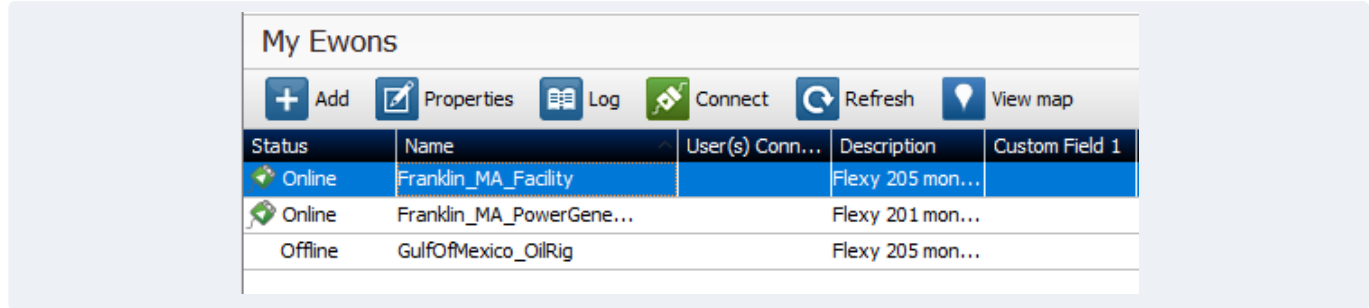 My Ewons
Add Properties Log Connect Refresh View map
Status Name User(s) Conn... Description Custom Field 1
Online Franklin_MA_Facility Flexy 205 mon...
Online Franklin_MA_PowerGene... Flexy 201 mon...
Offline GulfOfMexico_OilRig Flexy 205 mon...